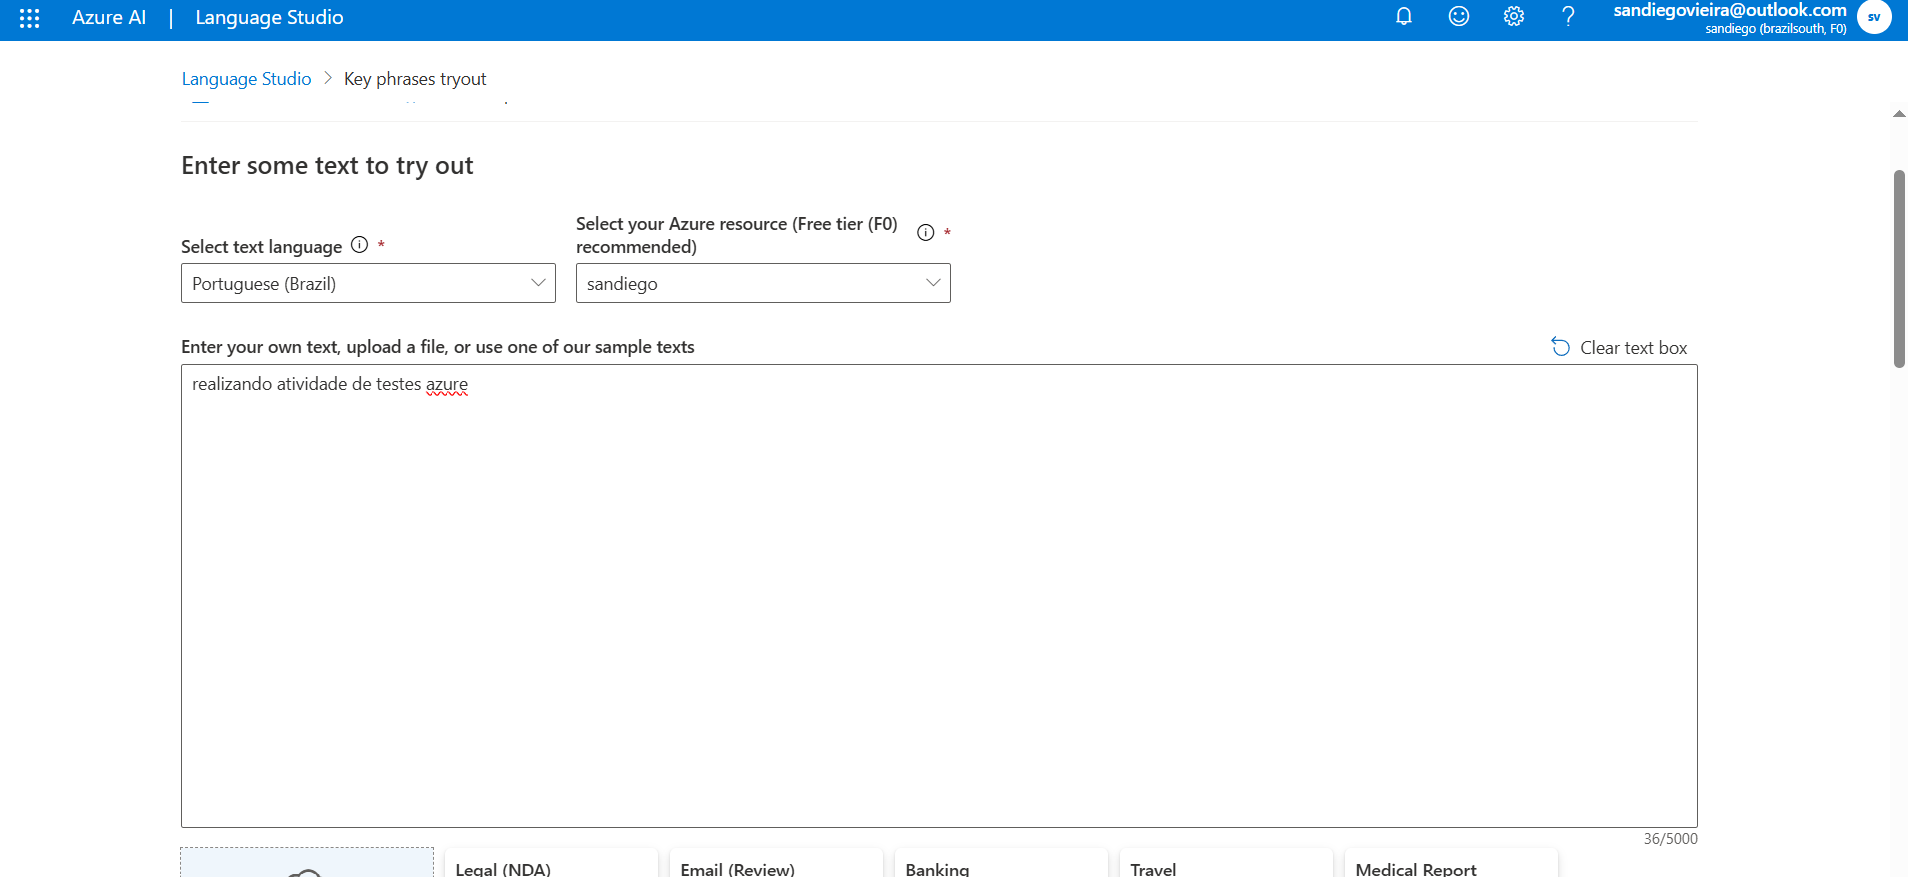 Azure AI | Language Studio
sandiegovieira@outlook.com
sandiego (brazilsouth, F0)
SV
Language Studio > Key phrases tryout
Enter some text to try out
Select text language *
Select your Azure resource (Free tier (F0) recommended) *
Portuguese (Brazil)
sandiego
Enter your own text, upload a file, or use one of our sample texts
Clear text box
realizando atividade de testes azure
36/5000
Legal (NDA)
Email (Review)
Banking
Travel
Medical Report